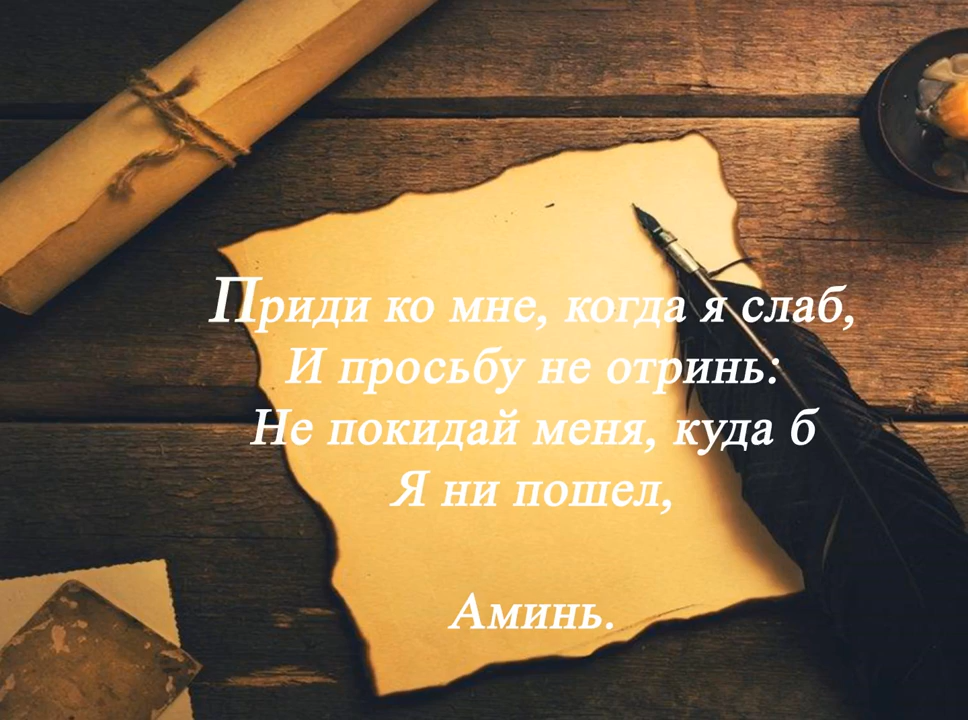 Приди ко мне, когда я слаб,
И просьбу не отринь:
Не покидай меня, куда б
Я ни пошел,
Аминь.